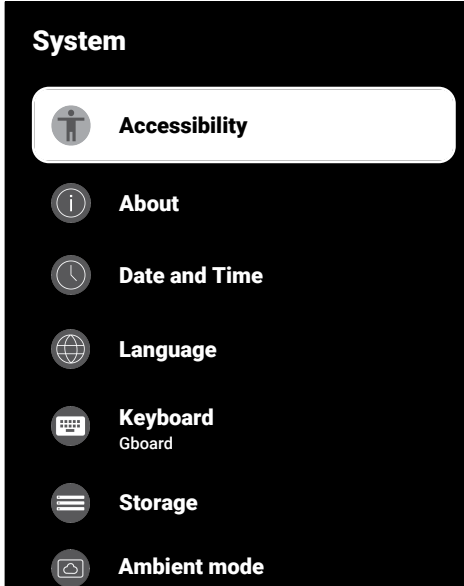 System
Accessibility
About
Date and Time
Language
Keyboard
Gboard
Storage
Ambient mode